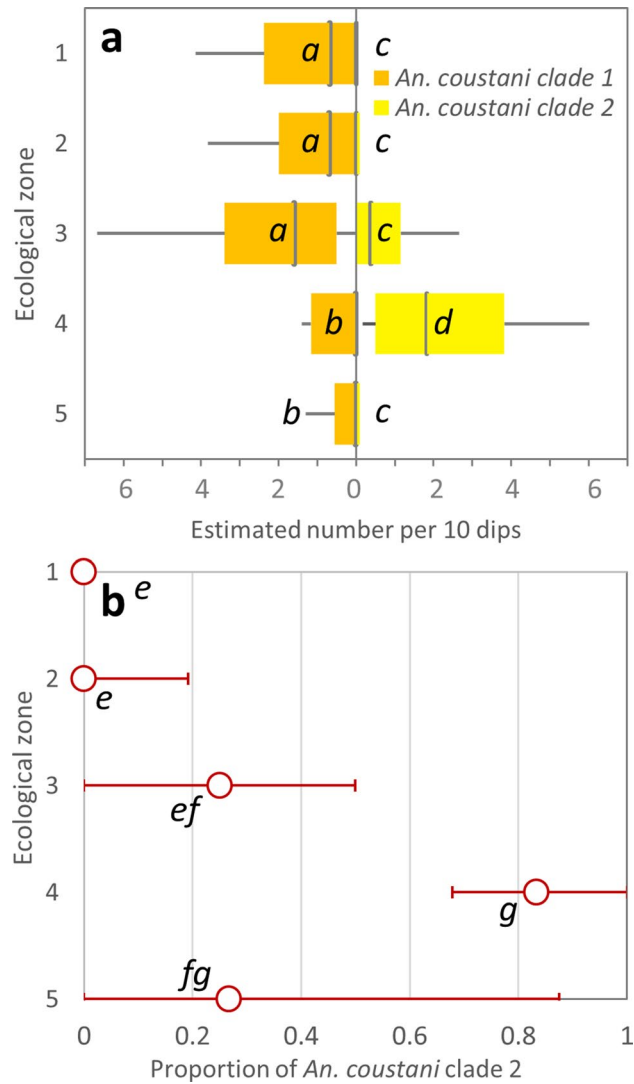 a
1 a c
An. coustani clade 1
An. coustani clade 2
2 a c
3 a c
4 b d
5 b c
Ecological zone
6 4 2 0 2 4 6
Estimated number per 10 dips
b
1 e
2 e
3 ef
4 g
5 fg
Ecological zone
0 0.2 0.4 0.6 0.8 1
Proportion of An. coustani clade 2